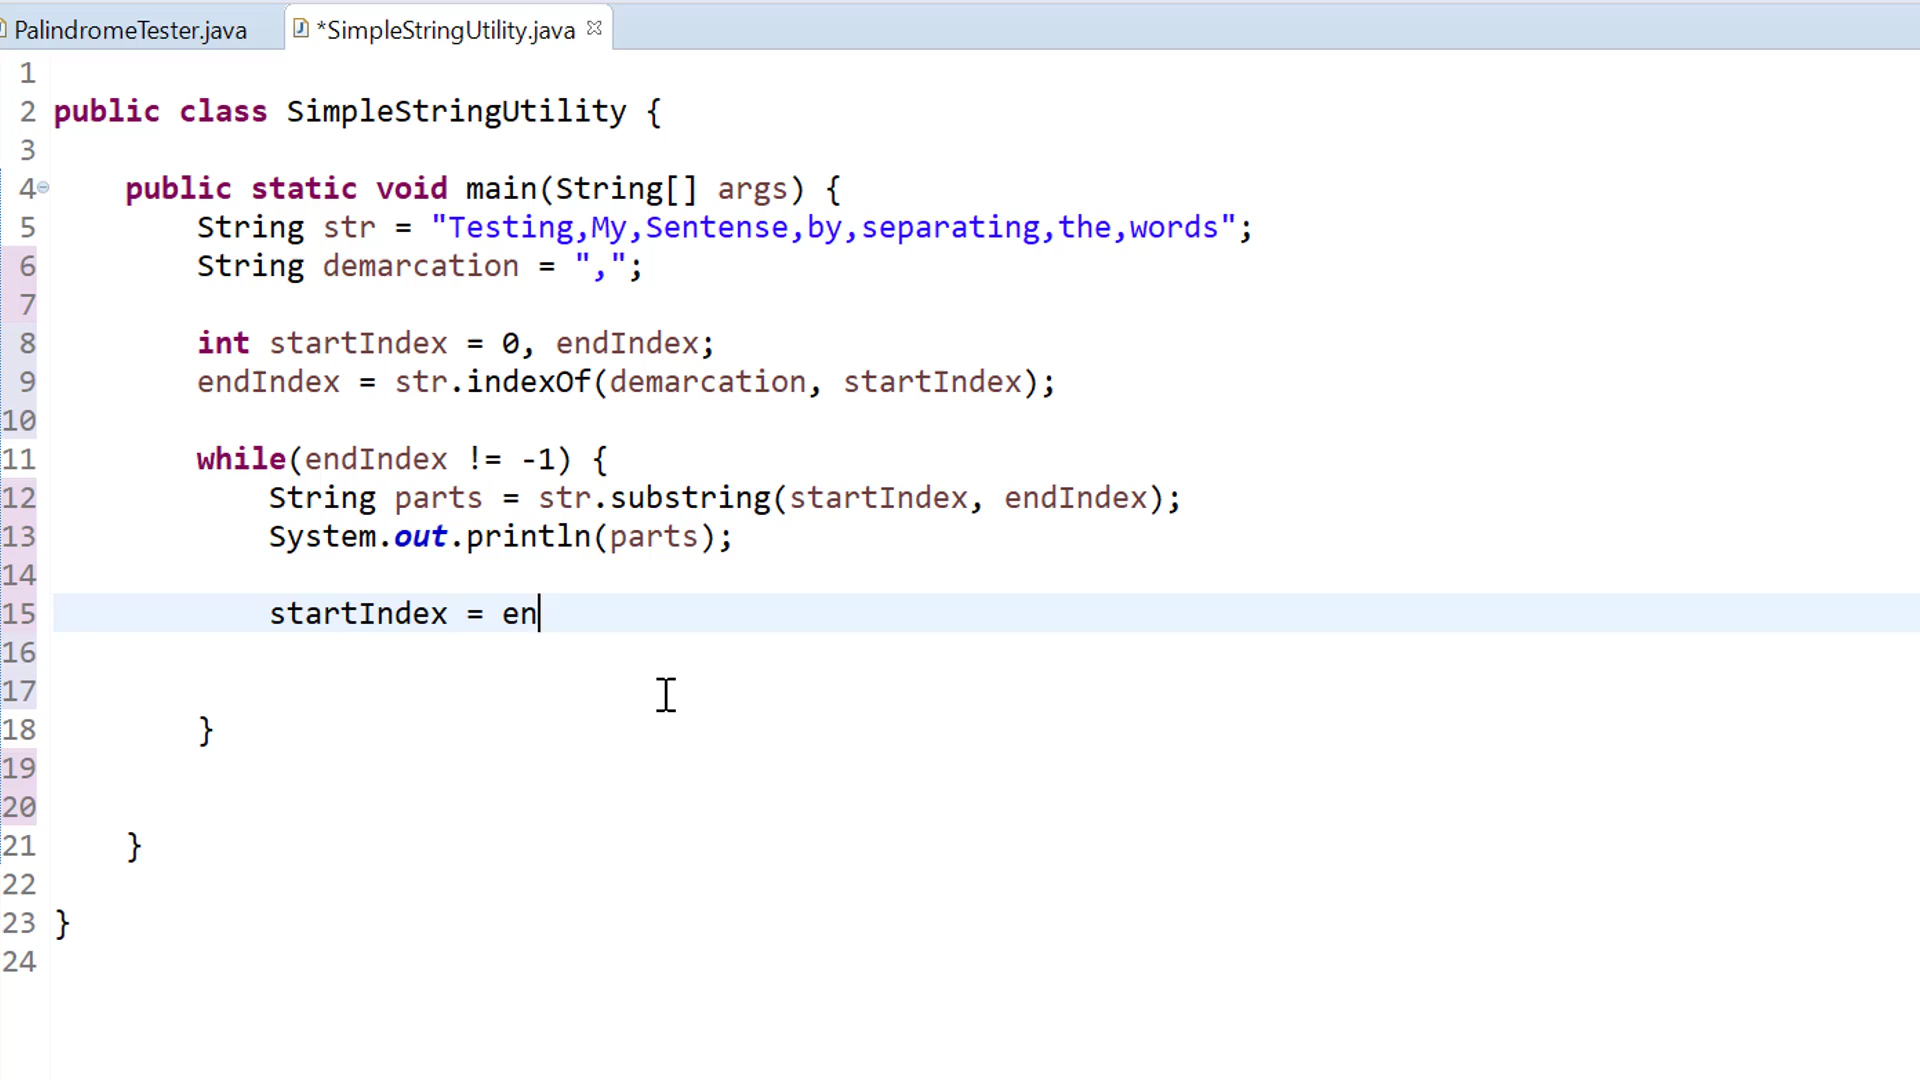 PalindromeTester.java
*SimpleStringUtility.java
1
2 public class SimpleStringUtility {
3
4 public static void main(String[] args) {
5 String str = "Testing,My,Sentense,by,separating,the,words";
6 String demarcation = ",";
7
8 int startIndex = 0, endIndex;
9 endIndex = str.indexOf(demarcation, startIndex);
10
11 while(endIndex != -1) {
12 String parts = str.substring(startIndex, endIndex);
13 System.out.println(parts);
14
15 startIndex = en
16
17
18 }
19
20
21 }
22
23 }
24